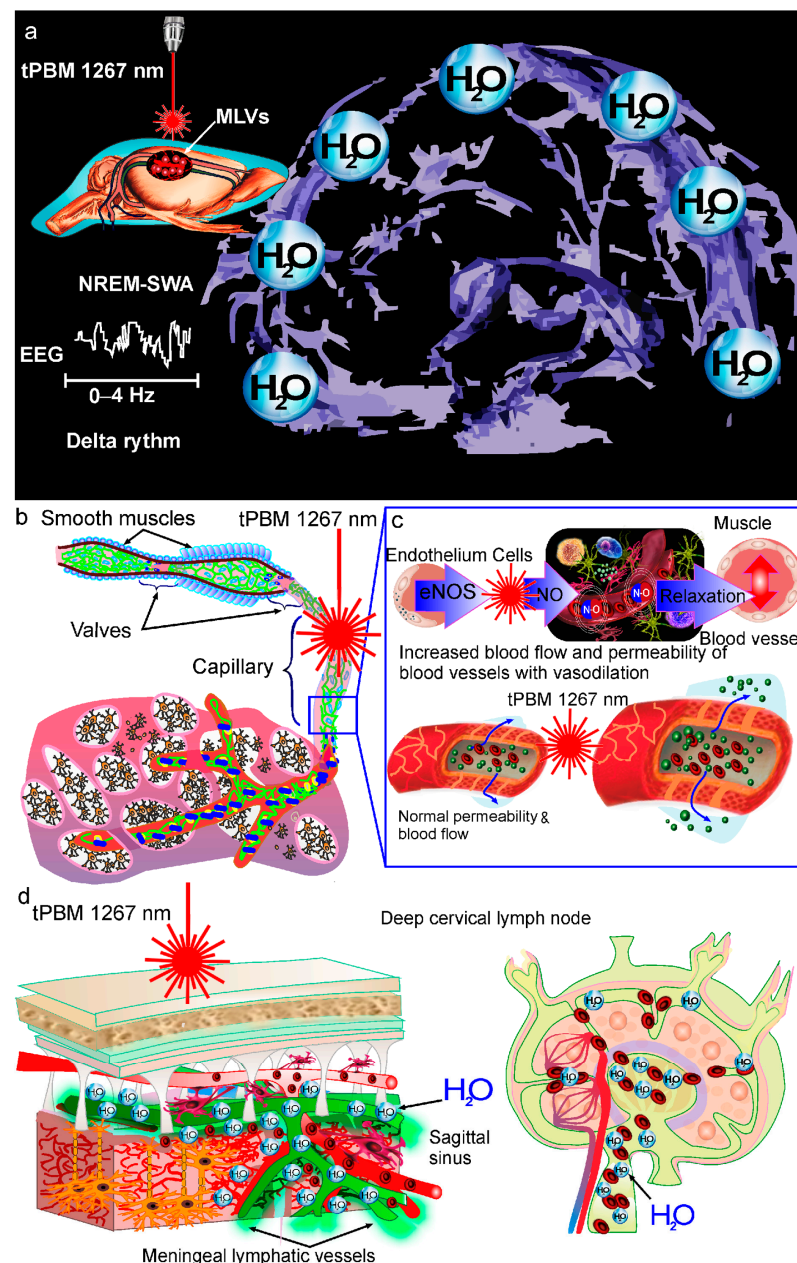 a
tPBM 1267 nm
MLVs
H2O
H2O
H2O
H2O
H2O
H2O
H2O
NREM-SWA
EEG
0–4 Hz
Delta rythm
b
Smooth muscles
tPBM 1267 nm
Valves
Capillary
c
Endothelium Cells
Muscle
eNOS
NO
N-O
N-O
Relaxation
Blood vessel
Increased blood flow and permeability of
blood vessels with vasodilation
tPBM 1267 nm
Normal permeability &
blood flow
d
tPBM 1267 nm
Deep cervical lymph node
H2O
Sagittal
sinus
Meningeal lymphatic vessels
H2O